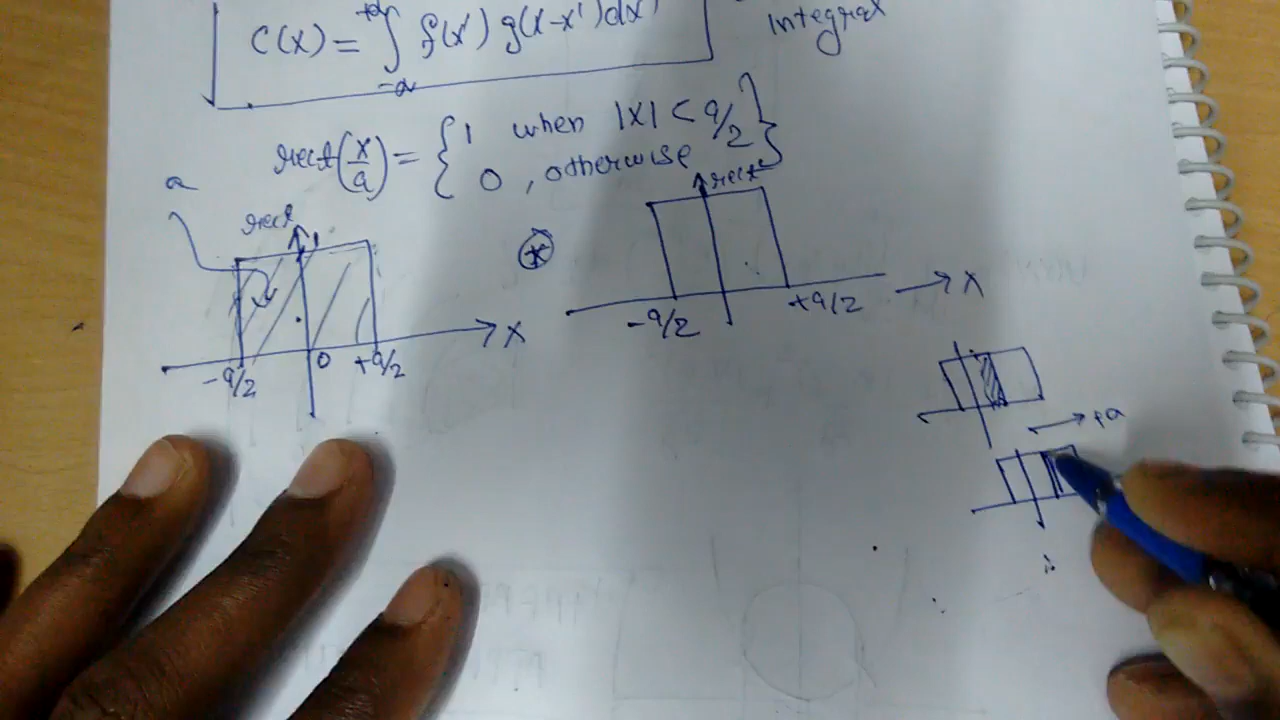 C(x) = ∫ f(x') g(x-x') dx'
+α
-α
Integral
rect(x/a) = { 1 when |x| < a/2 }
0 , otherwise
a
rect
1
-a/2
0
+a/2
→ x
⊛
rect
-a/2
+a/2
→ x
+a